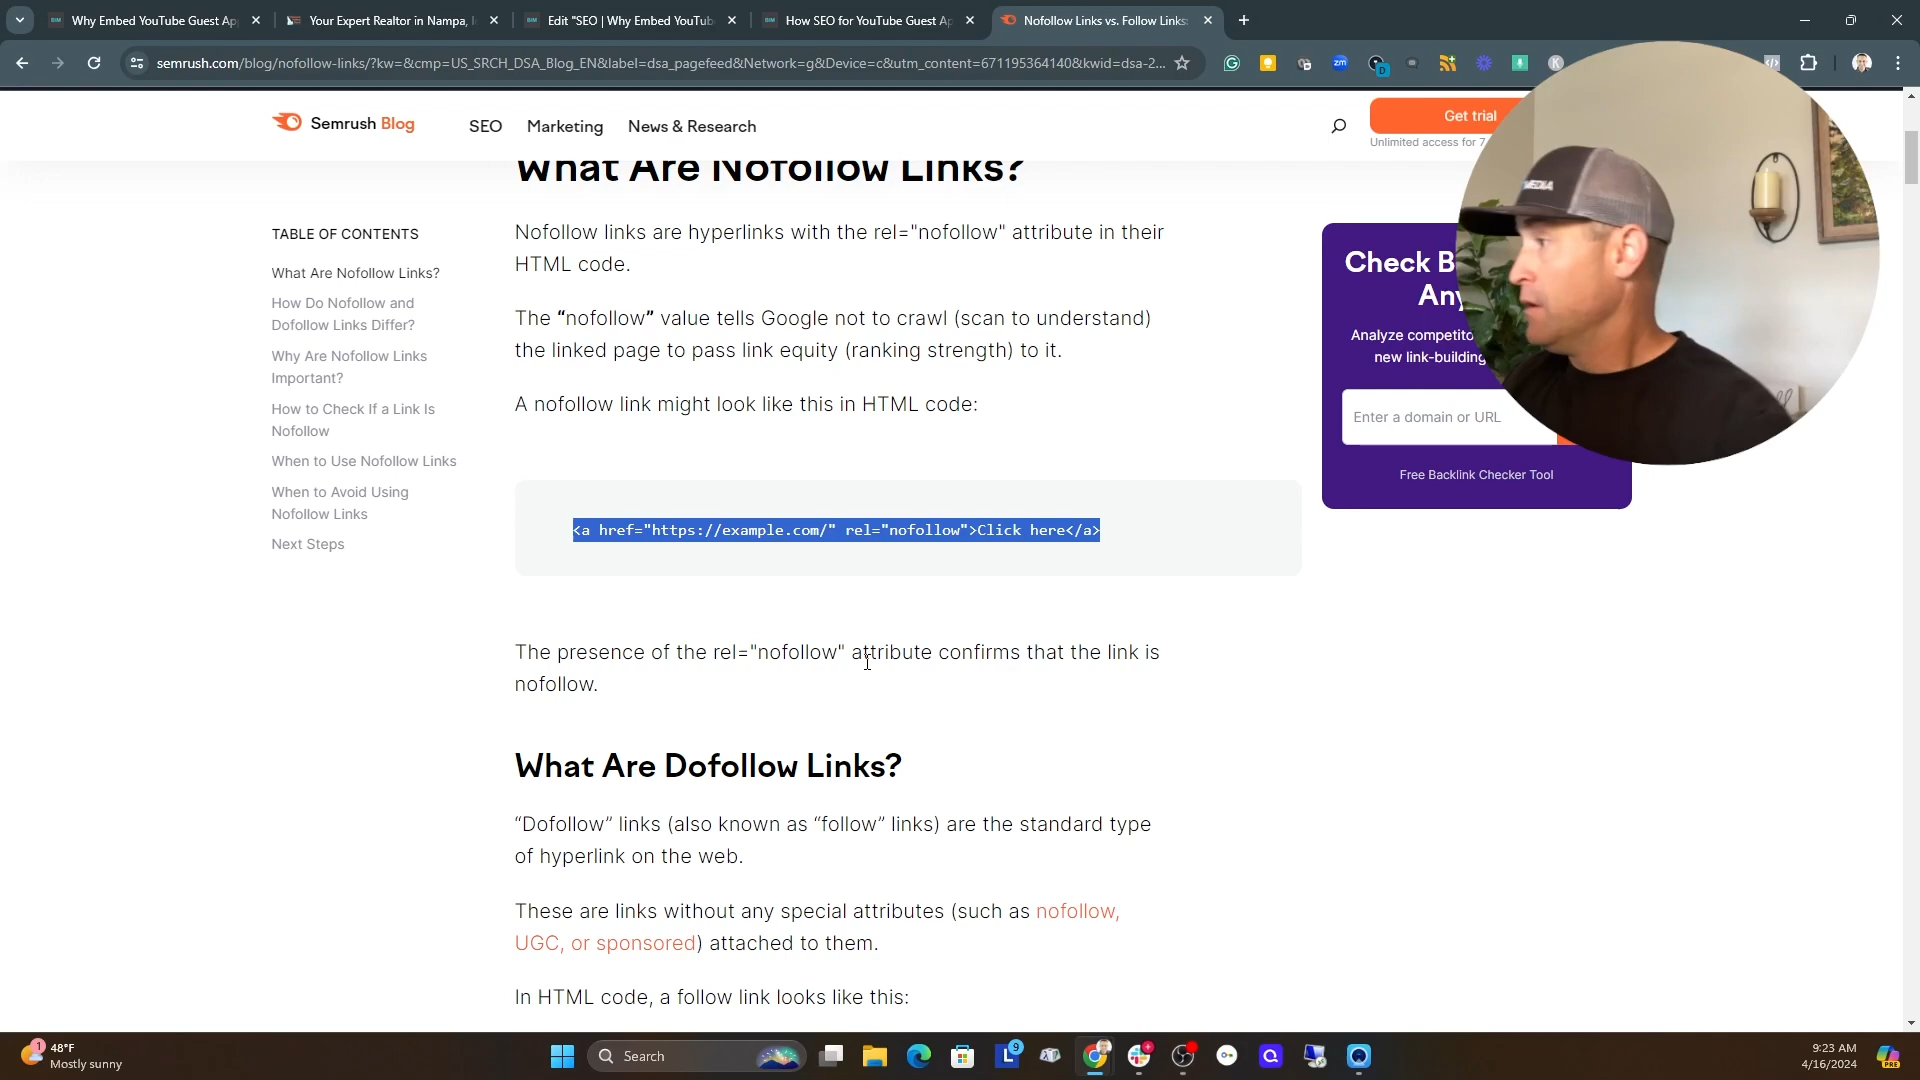 Why Embed YouTube Guest Ap
Your Expert Realtor in Nampa, I
Edit "SEO | Why Embed YouTub
How SEO for YouTube Guest Ap
Nofollow Links vs. Follow Links:
semrush.com/blog/nofollow-links/?kw=&cmp=US_SRCH_DSA_Blog_EN&label=dsa_pagefeed&Network=g&Device=c&utm_content=671195364140&kwid=dsa-2...
Semrush Blog
SEO
Marketing
News & Research
Get trial
Unlimited access for 7
What Are Nofollow Links?
TABLE OF CONTENTS
What Are Nofollow Links?
How Do Nofollow and
Dofollow Links Differ?
Why Are Nofollow Links
Important?
How to Check If a Link Is
Nofollow
When to Use Nofollow Links
When to Avoid Using
Nofollow Links
Next Steps
Nofollow links are hyperlinks with the rel="nofollow" attribute in their
HTML code.
The “nofollow” value tells Google not to crawl (scan to understand)
the linked page to pass link equity (ranking strength) to it.
A nofollow link might look like this in HTML code:
<a href="https://example.com/" rel="nofollow">Click here</a>
The presence of the rel="nofollow" attribute confirms that the link is
nofollow.
What Are Dofollow Links?
“Dofollow” links (also known as “follow” links) are the standard type
of hyperlink on the web.
These are links without any special attributes (such as nofollow,
UGC, or sponsored) attached to them.
In HTML code, a follow link looks like this:
Check B
Any
Analyze competito
new link-building
Enter a domain or URL
Free Backlink Checker Tool
MEDIA
48°F
Mostly sunny
Search
9:23 AM
4/16/2024